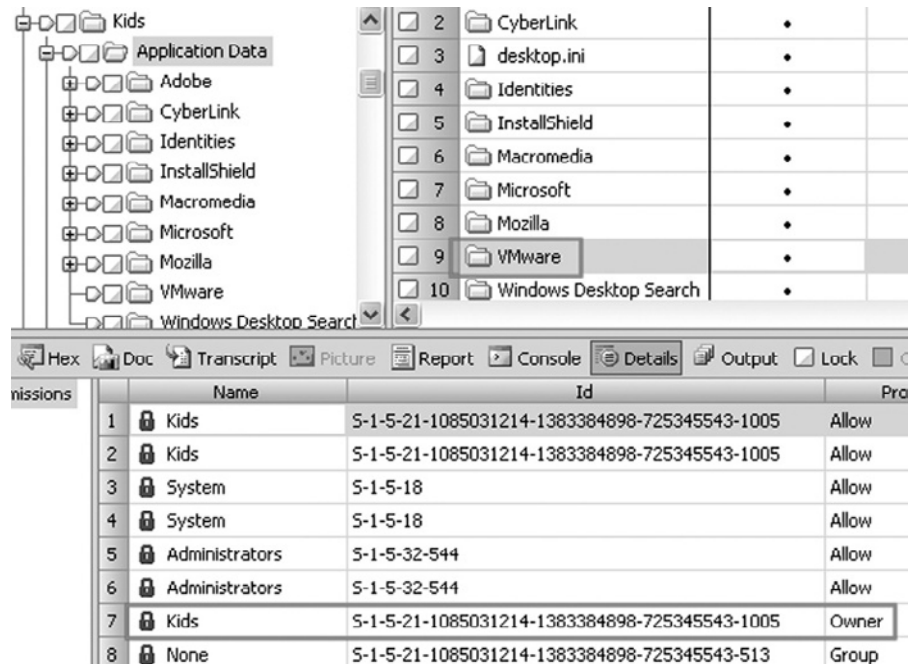 Kids
Application Data
Adobe
CyberLink
Identities
InstallShield
Macromedia
Microsoft
Mozilla
VMware
Windows Desktop Search
2 CyberLink
3 desktop.ini
4 Identities
5 InstallShield
6 Macromedia
7 Microsoft
8 Mozilla
9 VMware
10 Windows Desktop Search
Hex Doc Transcript Picture Report Console Details Output Lock
missions
Name Id Pro
1 Kids S-1-5-21-1085031214-1383384898-725345543-1005 Allow
2 Kids S-1-5-21-1085031214-1383384898-725345543-1005 Allow
3 System S-1-5-18 Allow
4 System S-1-5-18 Allow
5 Administrators S-1-5-32-544 Allow
6 Administrators S-1-5-32-544 Allow
7 Kids S-1-5-21-1085031214-1383384898-725345543-1005 Owner
8 None S-1-5-21-1085031214-1383384898-725345543-513 Group